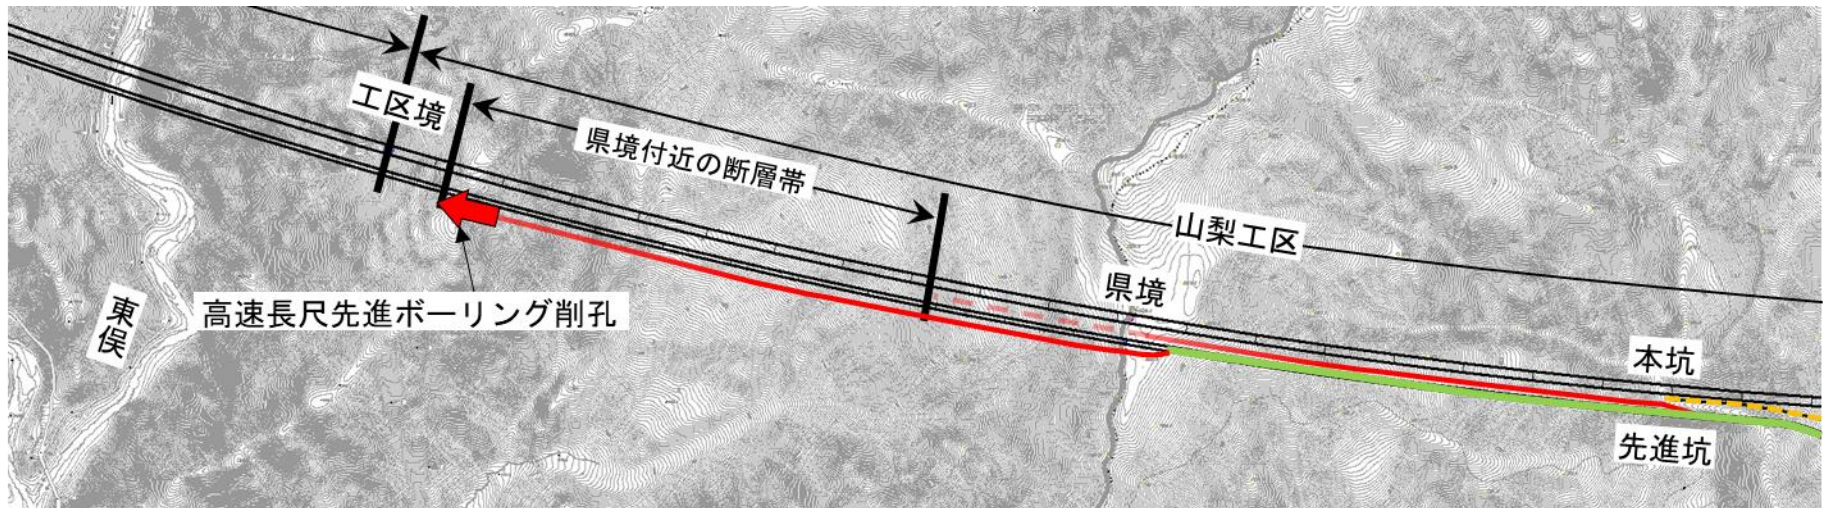 工区境
県境付近の断層帯
山梨工区
県境
高速長尺先進ボーリング削孔
東俣
本坑
先進坑